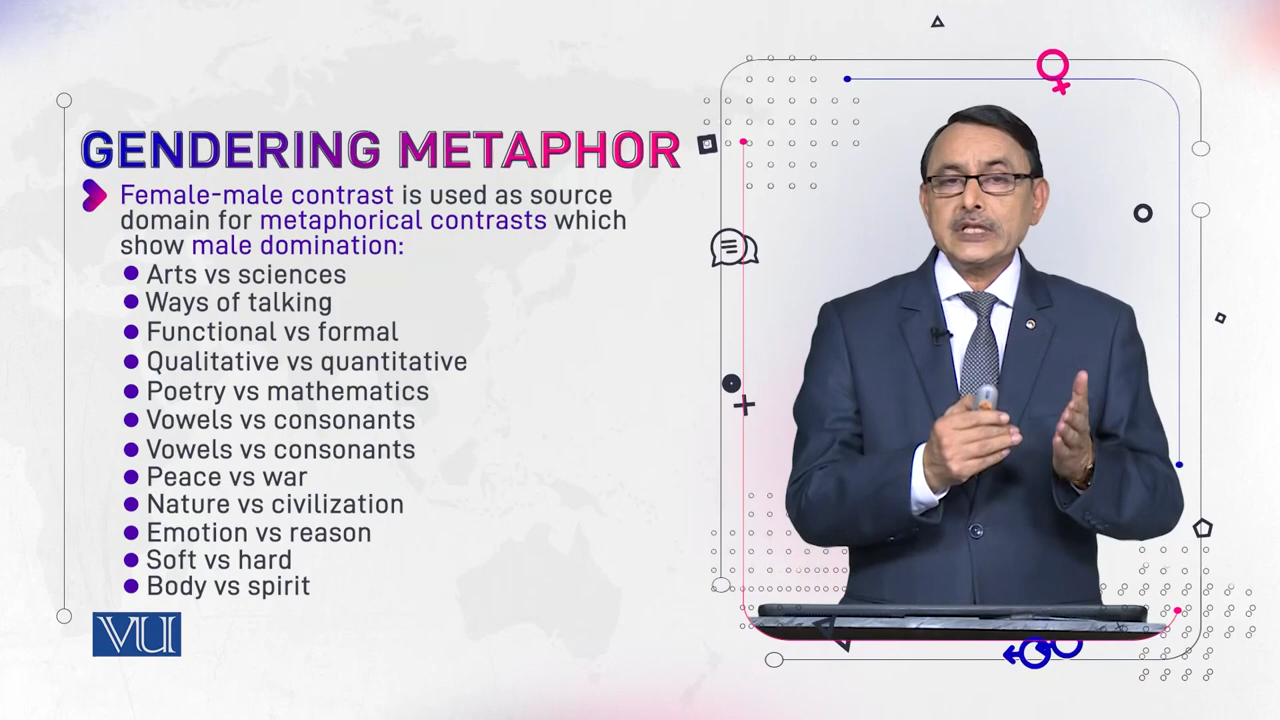 GENDERING METAPHOR
Female-male contrast is used as source
domain for metaphorical contrasts which
show male domination:
Arts vs sciences
Ways of talking
Functional vs formal
Qualitative vs quantitative
Poetry vs mathematics
Vowels vs consonants
Vowels vs consonants
Peace vs war
Nature vs civilization
Emotion vs reason
Soft vs hard
Body vs spirit
VU